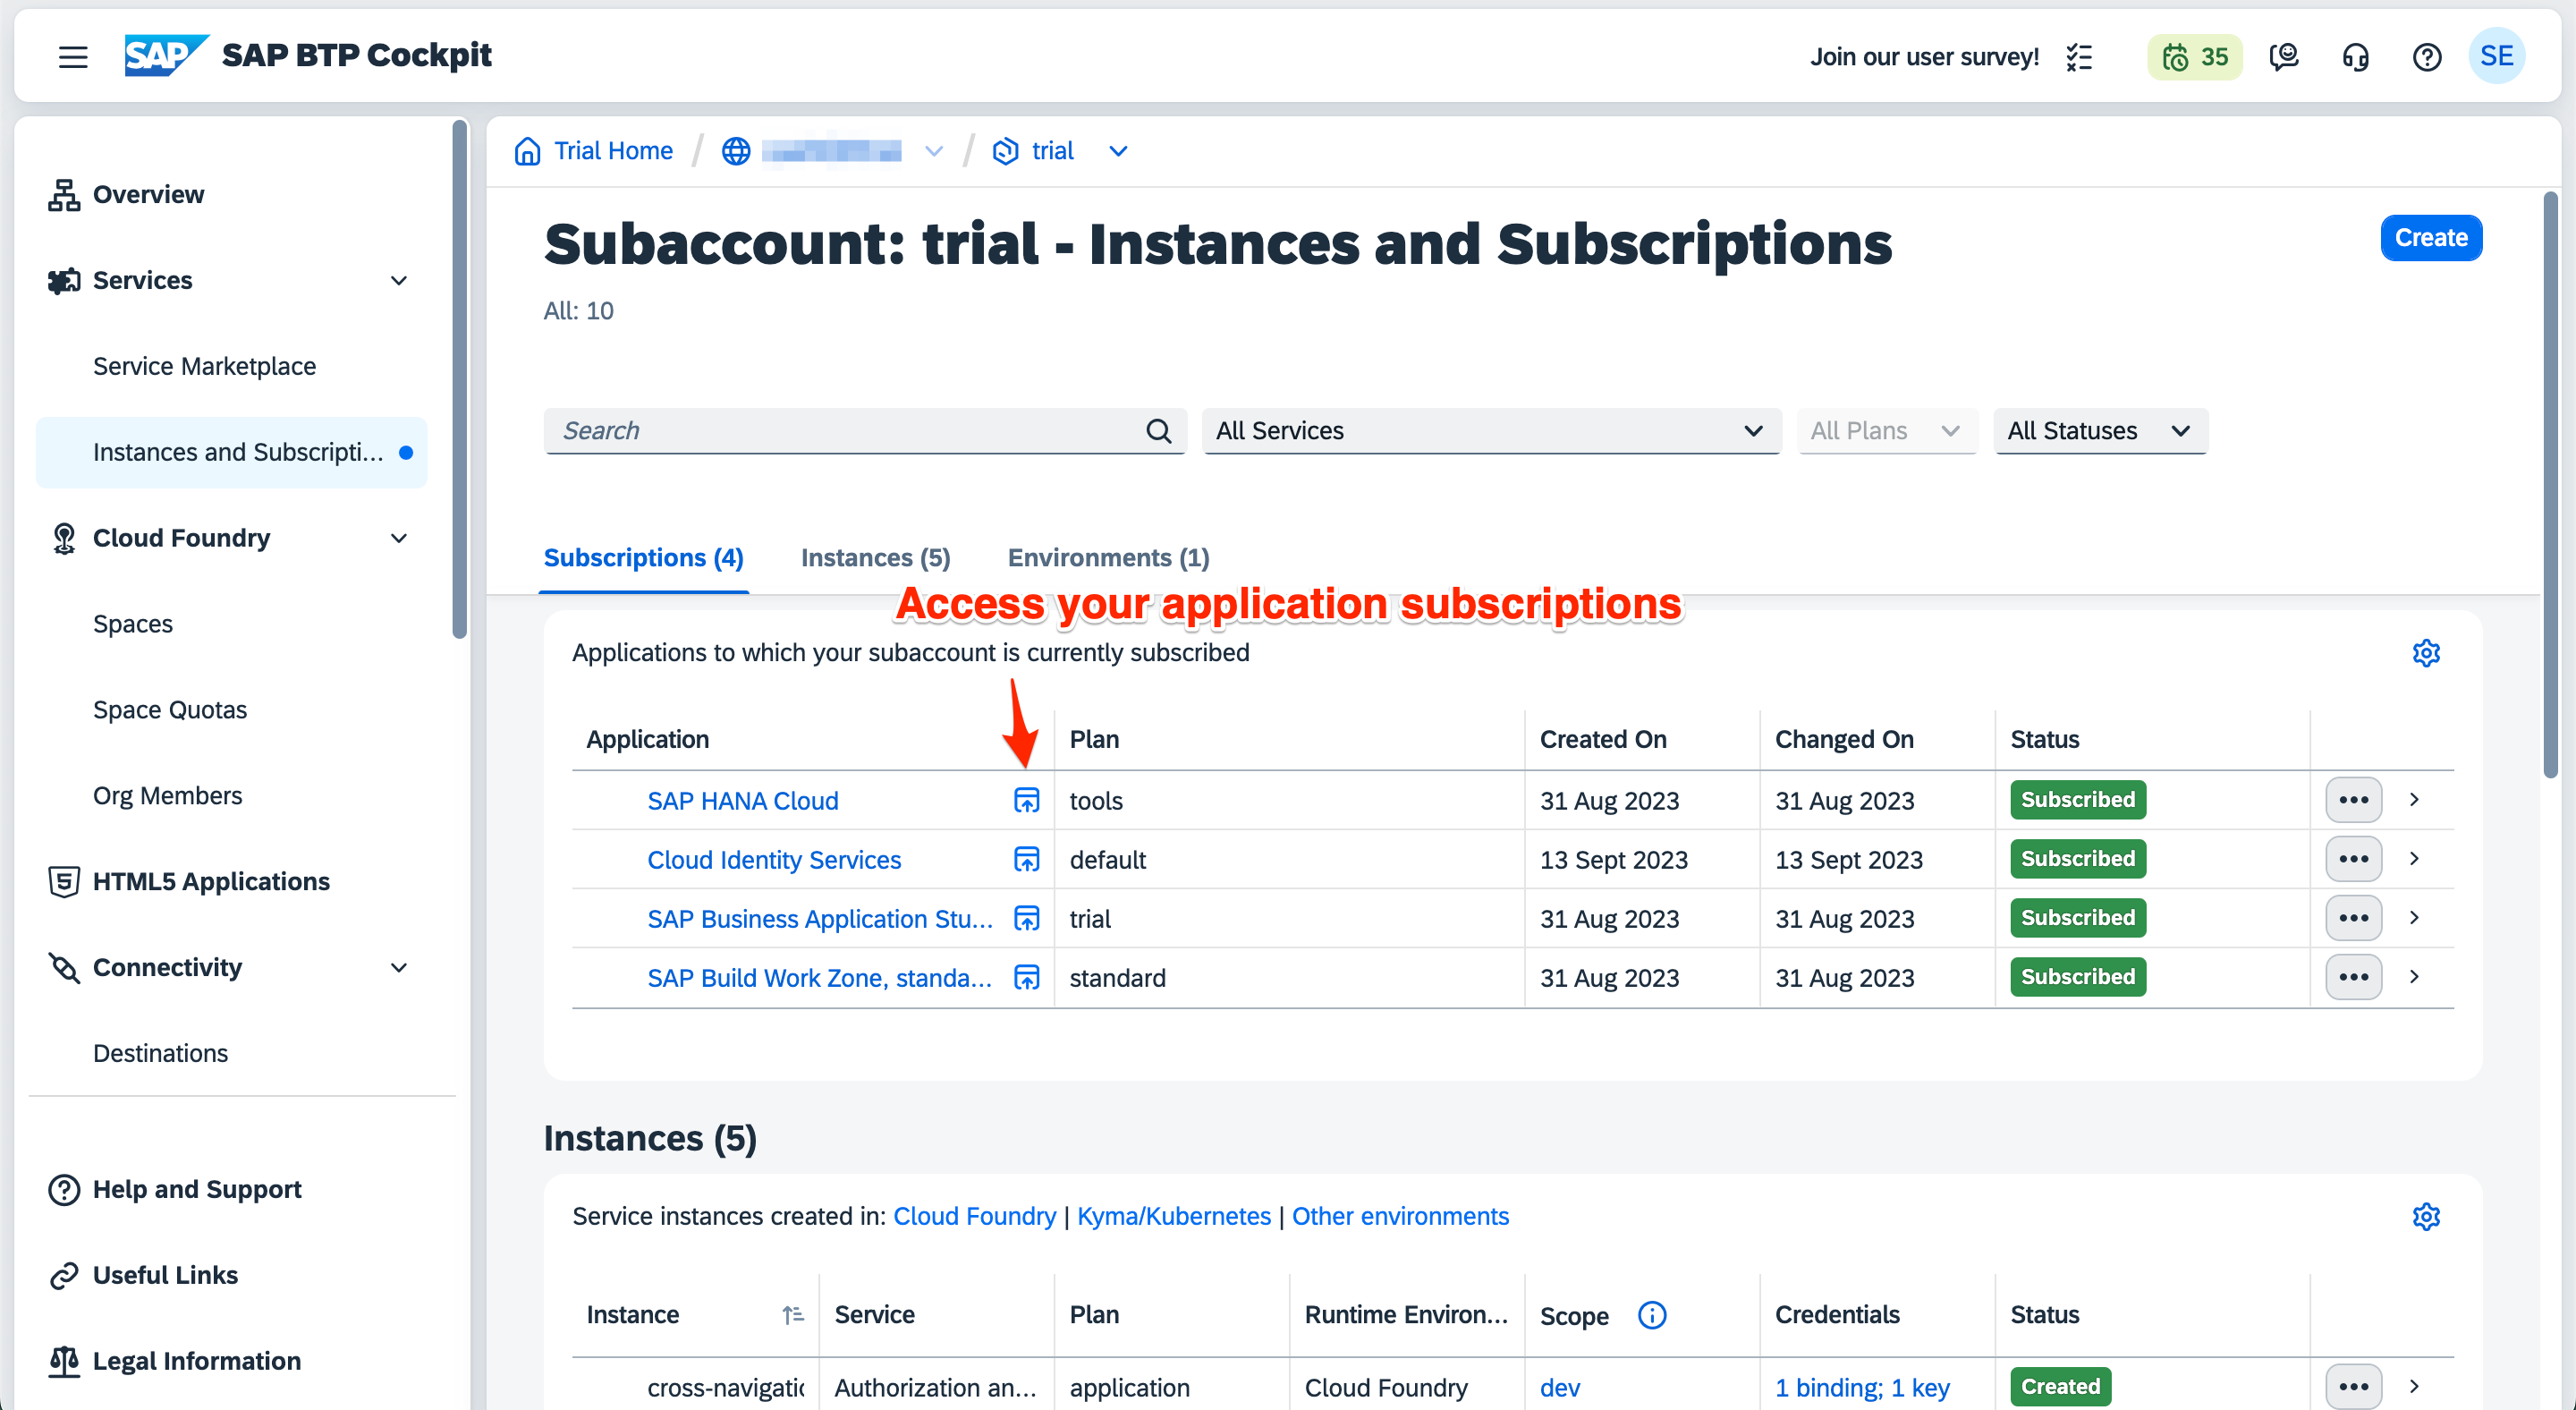 SAP SAP BTP Cockpit
Join our user survey!
35
SE
Overview
Services
Service Marketplace
Instances and Subscripti...
Cloud Foundry
Spaces
Space Quotas
Org Members
HTML5 Applications
Connectivity
Destinations
Help and Support
Useful Links
Legal Information
Trial Home / / trial
Subaccount: trial - Instances and Subscriptions
Create
All: 10
Search
All Services
All Plans
All Statuses
Subscriptions (4) Instances (5) Environments (1)
Access your application subscriptions
Applications to which your subaccount is currently subscribed
Application Plan Created On Changed On Status
SAP HANA Cloud tools 31 Aug 2023 31 Aug 2023 Subscribed
Cloud Identity Services default 13 Sept 2023 13 Sept 2023 Subscribed
SAP Business Application Stu... trial 31 Aug 2023 31 Aug 2023 Subscribed
SAP Build Work Zone, standa... standard 31 Aug 2023 31 Aug 2023 Subscribed
Instances (5)
Service instances created in: Cloud Foundry | Kyma/Kubernetes | Other environments
Instance Service Plan Runtime Environ... Scope Credentials Status
cross-navigatio Authorization an... application Cloud Foundry dev 1 binding; 1 key Created